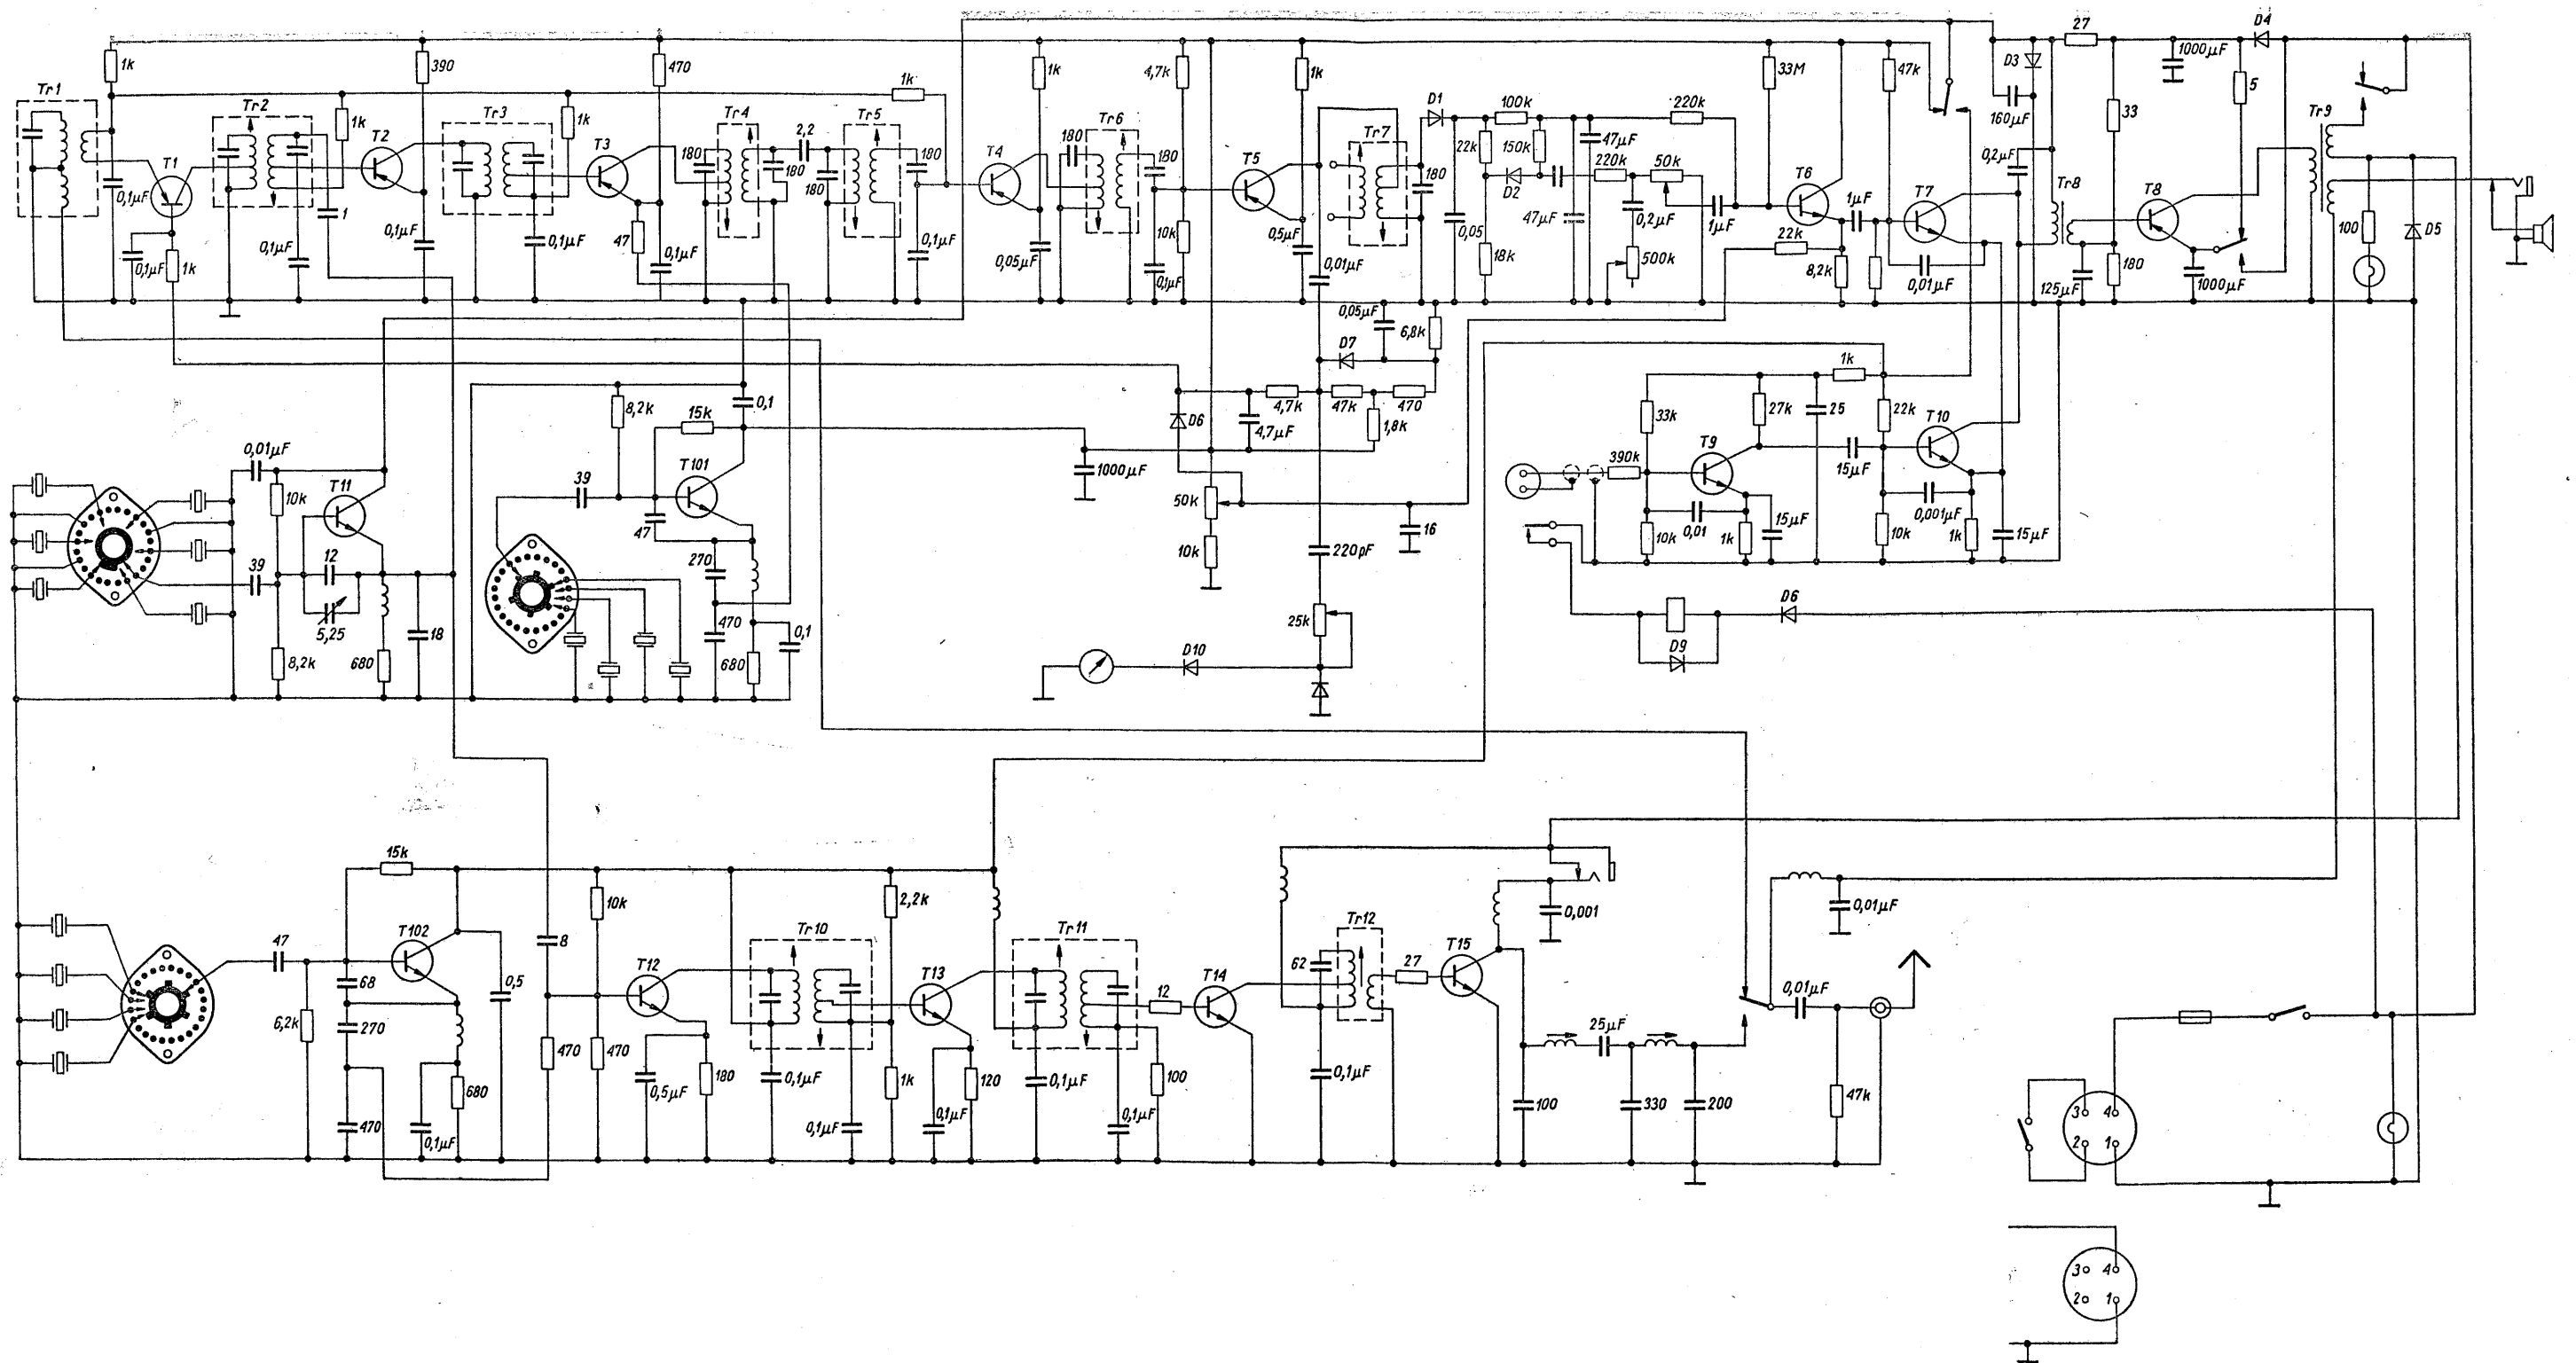 27
D4
1k
390
470
1k
1k
4,7k
1k
33M
47k
D3
1000µF
5
33
160µF
Tr1
Tr2
1k
T2
Tr3
1k
T3
Tr4
2,2
Tr5
T4
Tr6
T5
Tr7
D1
100k
220k
47µF
T6
Tr9
T1
180
180
180
180
180
180
180
22k
150k
D2
220k
50k
1µF
T7
0,2µF
Tr8
T8
0,1µF
1
0,1µF
0,1µF
0,1µF
47
0,1µF
0,1µF
0,05µF
10k
0,1µF
0,5µF
0,01µF
180
0,05
18k
47µF
0,2µF
500k
1µF
22k
8,2k
0,01µF
125µF
180
1000µF
100
D5
0,1µF
1k
0,05µF
6,8k
D7
4,7k
47k
470
1,8k
D6
4,7µF
1000µF
50k
10k
16
220pF
25k
D10
8,2k
15k
0,1
39
T101
47
270
470
680
0,1
0,01µF
10k
T11
39
12
5,25
8,2k
680
18
1k
33k
27k
25
22k
T10
T9
390k
15µF
10k
0,01
1k
15µF
10k
0,001µF
1k
15µF
D6
D9
15k
47
T102
68
6,2k
270
470
0,1µF
680
0,5
8
10k
T12
470
470
0,5µF
180
Tr10
0,1µF
0,1µF
2,2k
T13
1k
0,1µF
120
Tr11
0,1µF
0,1µF
12
100
T14
62
Tr12
0,1µF
27
T15
0,001
100
25µF
330
200
0,01µF
0,01µF
47k
3 4
2 1
3 4
2 1